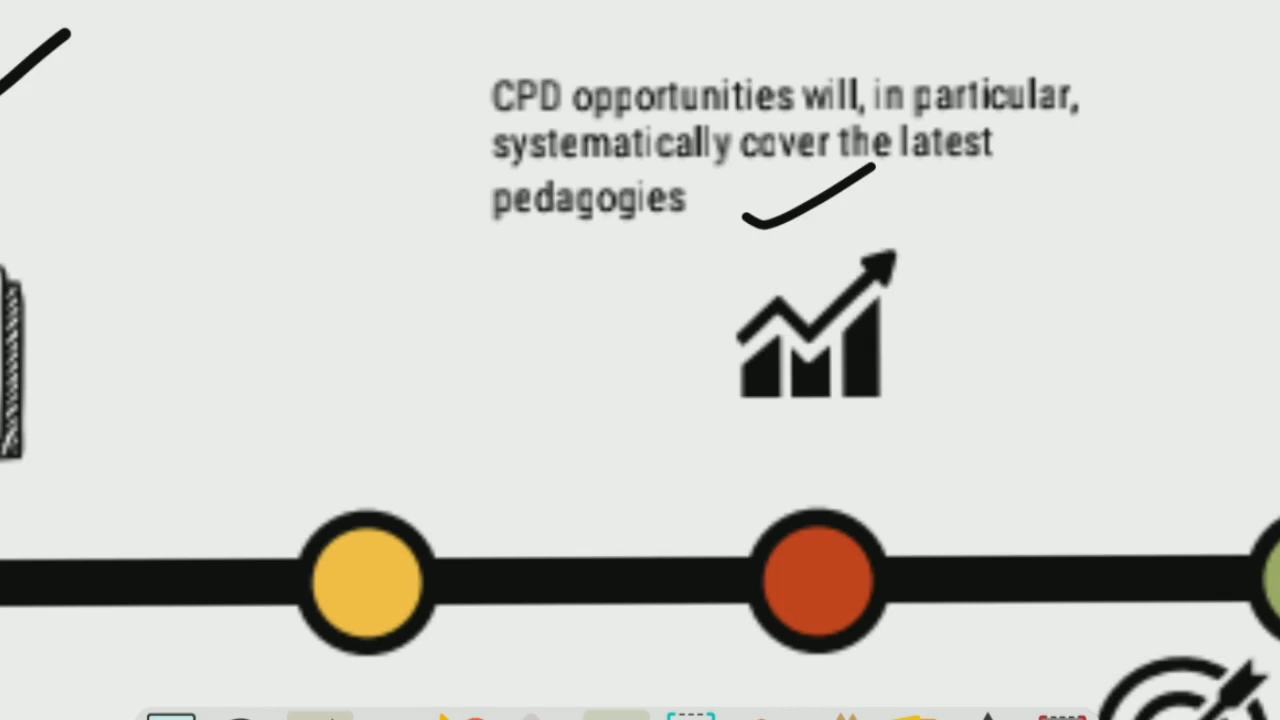 CPD opportunities will, in particular,
systematically cover the latest
pedagogies